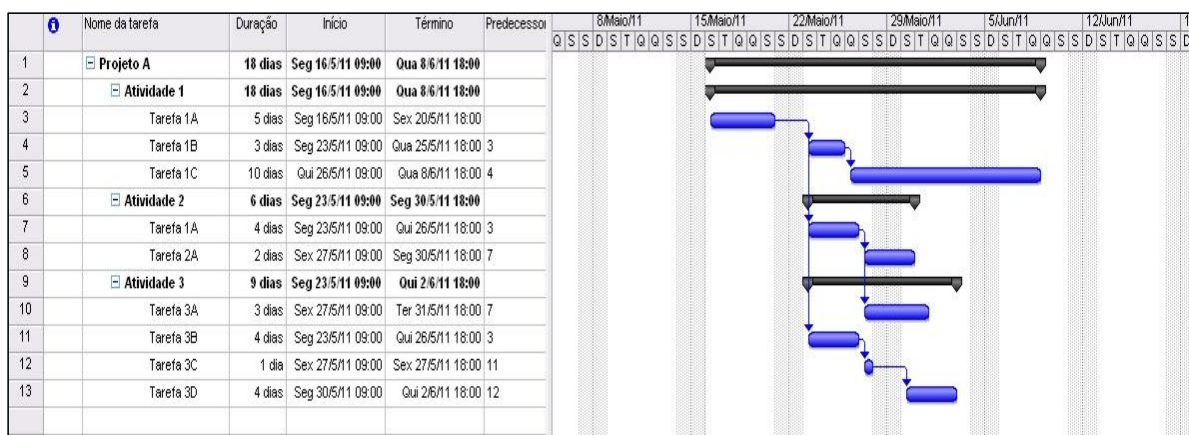 Nome da tarefa Duração Início Término Predecessor 8/Maio/11 15/Maio/11 22/Maio/11 29/Maio/11 5/Jun/11 12/Jun/11 1
Q S S D S T Q Q S S D S T Q Q S S D S T Q Q S S D S T Q Q S S D S T Q Q S S D S T Q Q S S D
1 Projeto A 18 dias Seg 16/5/11 09:00 Qua 8/6/11 18:00
2 Atividade 1 18 dias Seg 16/5/11 09:00 Qua 8/6/11 18:00
3 Tarefa 1A 5 dias Seg 16/5/11 09:00 Sex 20/5/11 18:00
4 Tarefa 1B 3 dias Seg 23/5/11 09:00 Qua 25/5/11 18:00 3
5 Tarefa 1C 10 dias Qui 26/5/11 09:00 Qua 8/6/11 18:00 4
6 Atividade 2 6 dias Seg 23/5/11 09:00 Seg 30/5/11 18:00
7 Tarefa 1A 4 dias Seg 23/5/11 09:00 Qui 26/5/11 18:00 3
8 Tarefa 2A 2 dias Sex 27/5/11 09:00 Seg 30/5/11 18:00 7
9 Atividade 3 9 dias Seg 23/5/11 09:00 Qui 2/6/11 18:00
10 Tarefa 3A 3 dias Sex 27/5/11 09:00 Ter 31/5/11 18:00 7
11 Tarefa 3B 4 dias Seg 23/5/11 09:00 Qui 26/5/11 18:00 3
12 Tarefa 3C 1 dia Sex 27/5/11 09:00 Sex 27/5/11 18:00 11
13 Tarefa 3D 4 dias Seg 30/5/11 09:00 Qui 2/6/11 18:00 12